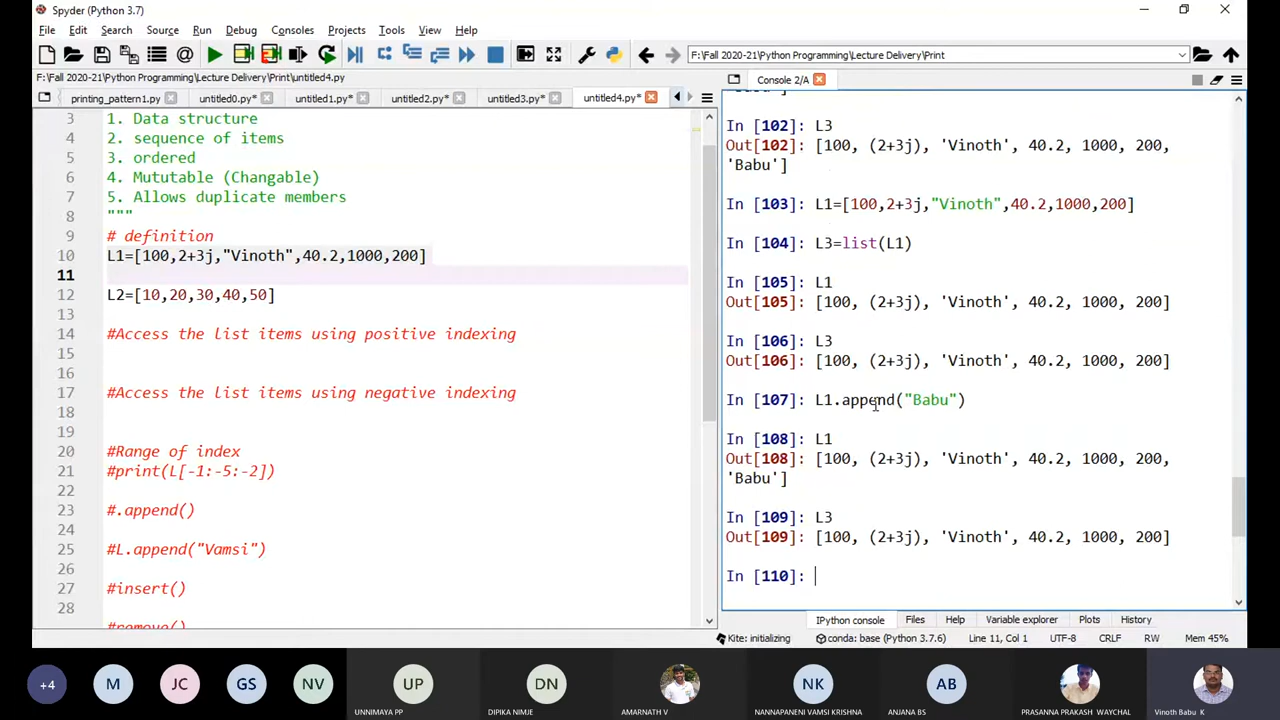 Spyder (Python 3.7)
File Edit Search Source Run Debug Consoles Projects Tools View Help
F:\Fall 2020-21\Python Programming\Lecture Delivery\Print
F:\Fall 2020-21\Python Programming\Lecture Delivery\Print\untitled4.py
Console 2/A
printing_pattern1.py untitled0.py* untitled1.py* untitled2.py* untitled3.py* untitled4.py*
3 1. Data structure
4 2. sequence of items
5 3. ordered
6 4. Mututable (Changable)
7 5. Allows duplicate members
8 """
9 # definition
10 L1=[100,2+3j,"Vinoth",40.2,1000,200]
11
12 L2=[10,20,30,40,50]
13
14 #Access the list items using positive indexing
15
16
17 #Access the list items using negative indexing
18
19
20 #Range of index
21 #print(L[-1:-5:-2])
22
23 #.append()
24
25 #L.append("Vamsi")
26
27 #insert()
28
#remove()
'Babu']
In [102]: L3
Out[102]: [100, (2+3j), 'Vinoth', 40.2, 1000, 200,
'Babu']
In [103]: L1=[100,2+3j,"Vinoth",40.2,1000,200]
In [104]: L3=list(L1)
In [105]: L1
Out[105]: [100, (2+3j), 'Vinoth', 40.2, 1000, 200]
In [106]: L3
Out[106]: [100, (2+3j), 'Vinoth', 40.2, 1000, 200]
In [107]: L1.append("Babu")
In [108]: L1
Out[108]: [100, (2+3j), 'Vinoth', 40.2, 1000, 200,
'Babu']
In [109]: L3
Out[109]: [100, (2+3j), 'Vinoth', 40.2, 1000, 200]
In [110]:
IPython console Files Help Variable explorer Plots History
Kite: initializing conda: base (Python 3.7.6) Line 11, Col 1 UTF-8 CRLF RW Mem 45%
+4 M JC GS NV UP DN NK AB
UNNIMAYA PP DIPIKA NIMJE AMARNATH V NANNAPANENI VAMSI KRISHNA ANJANA BS PRASANNA PRAKASH WAYCHAL Vinoth Babu K